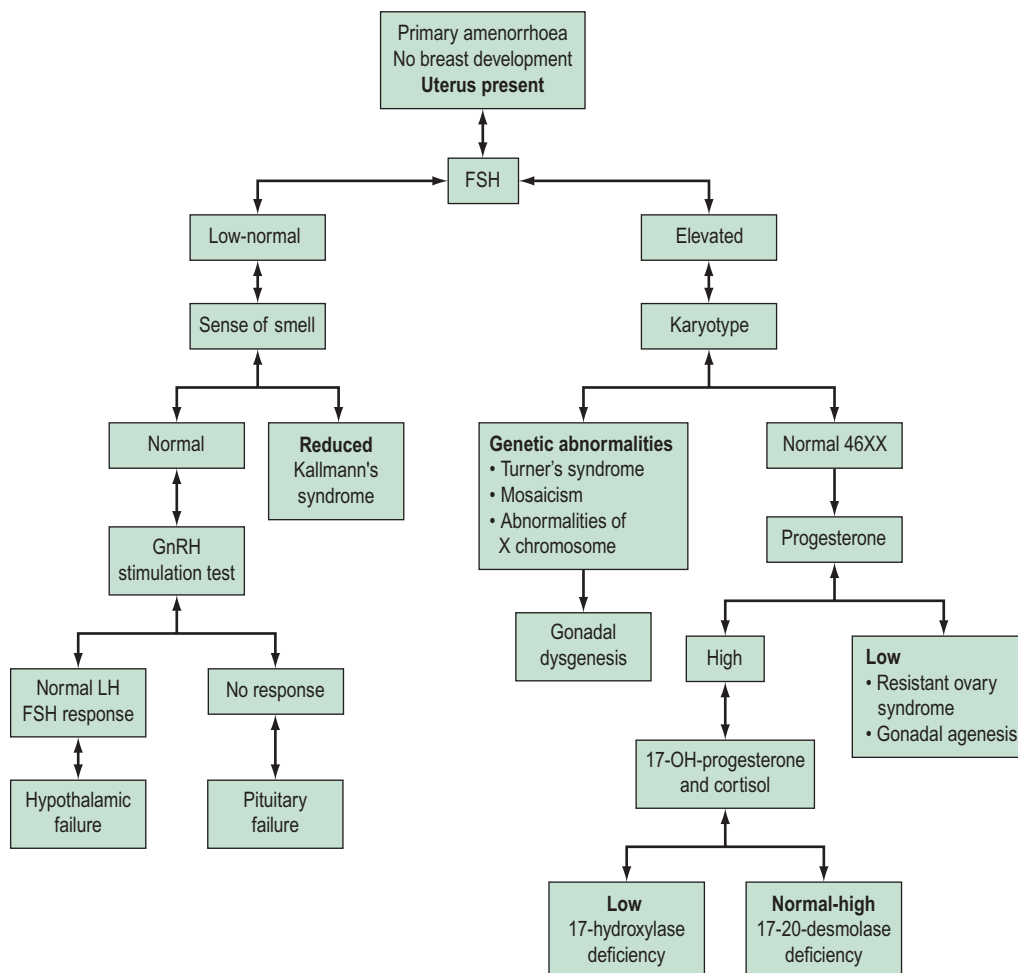 Primary amenorrhoea
No breast development
Uterus present
FSH
Low-normal
Elevated
Sense of smell
Karyotype
Normal
Reduced
Kallmann's
syndrome
Genetic abnormalities
• Turner’s syndrome
• Mosaicism
• Abnormalities of
X chromosome
Normal 46XX
GnRH
stimulation test
Progesterone
Gonadal
dysgenesis
High
Low
• Resistant ovary
syndrome
• Gonadal agenesis
Normal LH
FSH response
No response
17-OH-progesterone
and cortisol
Hypothalamic
failure
Pituitary
failure
Low
17-hydroxylase
deficiency
Normal-high
17-20-desmolase
deficiency